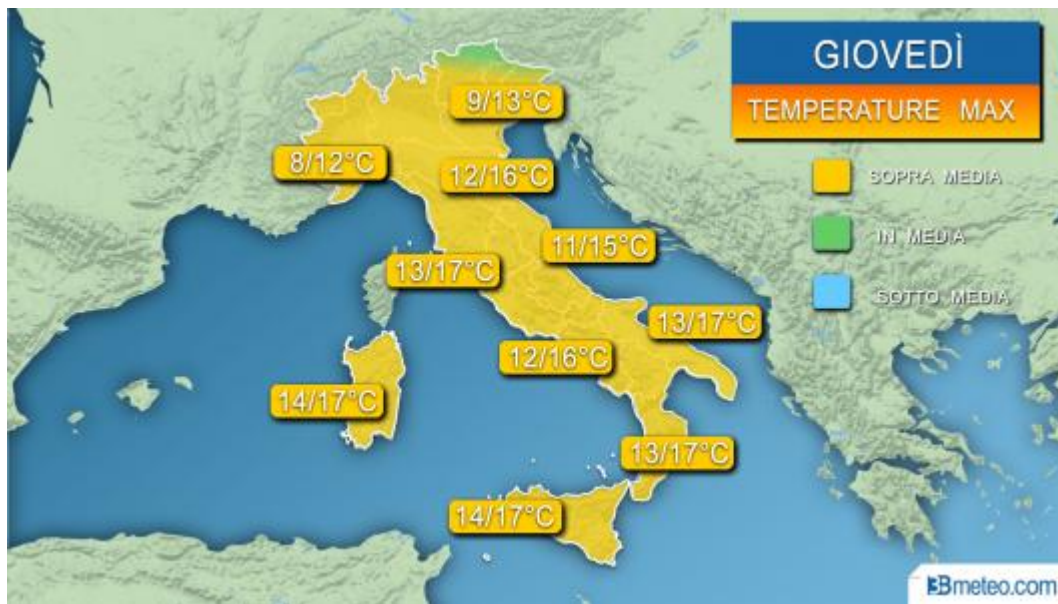 GIOVEDÌ
TEMPERATURE MAX
SOPRA MEDIA
IN MEDIA
SOTTO MEDIA
9/13°C
8/12°C
12/16°C
11/15°C
13/17°C
13/17°C
12/16°C
14/17°C
13/17°C
14/17°C
3Bmeteo.com